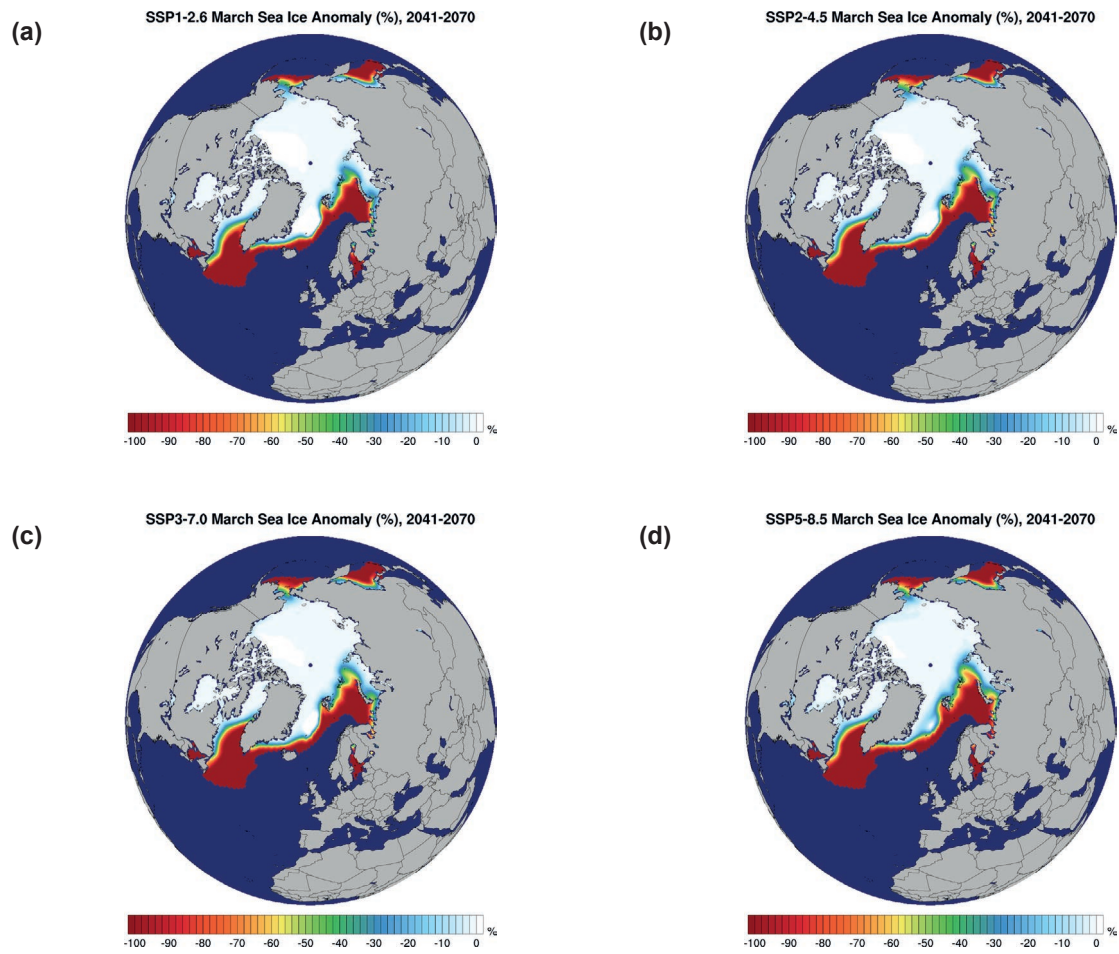 (a)
SSP1-2.6 March Sea Ice Anomaly (%), 2041-2070
-100 -90 -80 -70 -60 -50 -40 -30 -20 -10 0 %
(b)
SSP2-4.5 March Sea Ice Anomaly (%), 2041-2070
-100 -90 -80 -70 -60 -50 -40 -30 -20 -10 0 %
(c)
SSP3-7.0 March Sea Ice Anomaly (%), 2041-2070
-100 -90 -80 -70 -60 -50 -40 -30 -20 -10 0 %
(d)
SSP5-8.5 March Sea Ice Anomaly (%), 2041-2070
-100 -90 -80 -70 -60 -50 -40 -30 -20 -10 0 %